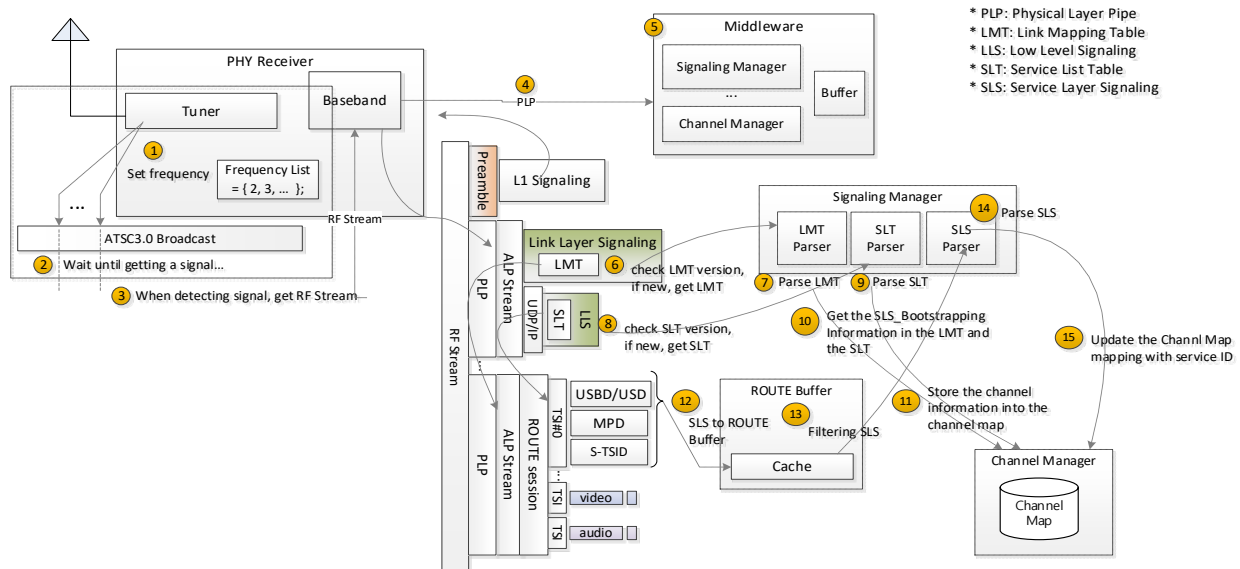 * PLP: Physical Layer Pipe
* LMT: Link Mapping Table
* LLS: Low Level Signaling
* SLT: Service List Table
* SLS: Service Layer Signaling
PHY Receiver
Tuner
Baseband
1
Set frequency
Frequency List
= { 2, 3, ... };
...
ATSC3.0 Broadcast
2 Wait until getting a signal...
3 When detecting signal, get RF Stream
RF Stream
4
PLP
5
Middleware
Signaling Manager
...
Channel Manager
Buffer
RF Stream
Preamble
L1 Signaling
PLP
ALP Stream
Link Layer Signaling
LMT
6
check LMT version,
if new, get LMT
UDP/IP
SLT
LLS
8
check SLT version,
if new, get SLT
Signaling Manager
LMT
Parser
SLT
Parser
SLS
Parser
14
Parse SLS
7 Parse LMT
9 Parse SLT
10
Get the SLS_Bootstrapping
Information in the LMT and
the SLT
15
Update the Channl Map
mapping with service ID
...
PLP
ALP Stream
ROUTE session
TSI#0
USBD/USD
MPD
S-TSID
...
TSI
video
TSI
audio
12
SLS to ROUTE
Buffer
ROUTE Buffer
13
Filtering SLS
Cache
11
Store the channel
information into the
channel map
Channel Manager
Channel
Map